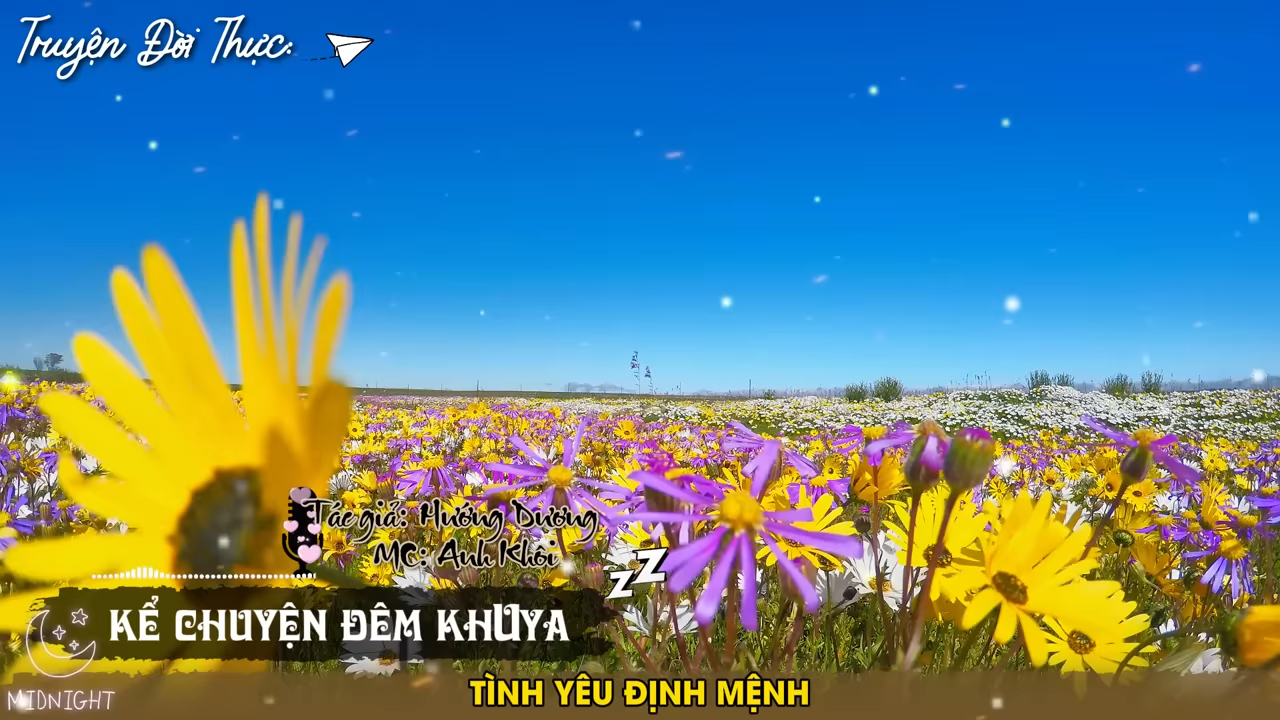 Truyện Đời Thực:
Tác giả: Hướng Dương
MC: Anh Khôi
zZ
KỂ CHUYỆN ĐÊM KHUYA
MIDNIGHT
TÌNH YÊU ĐỊNH MỆNH